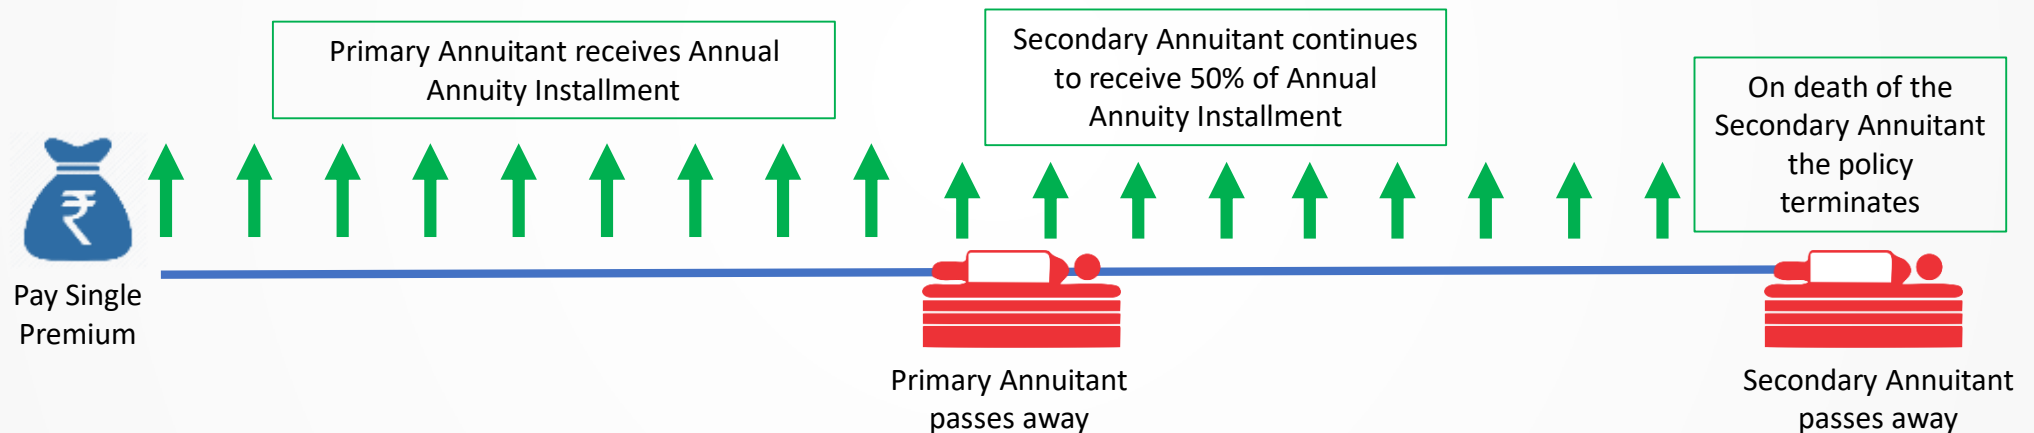 Primary Annuitant receives Annual
Annuity Installment
Secondary Annuitant continues
to receive 50% of Annual
Annuity Installment
On death of the
Secondary Annuitant
the policy
terminates
₹
Pay Single
Premium
Primary Annuitant
passes away
Secondary Annuitant
passes away